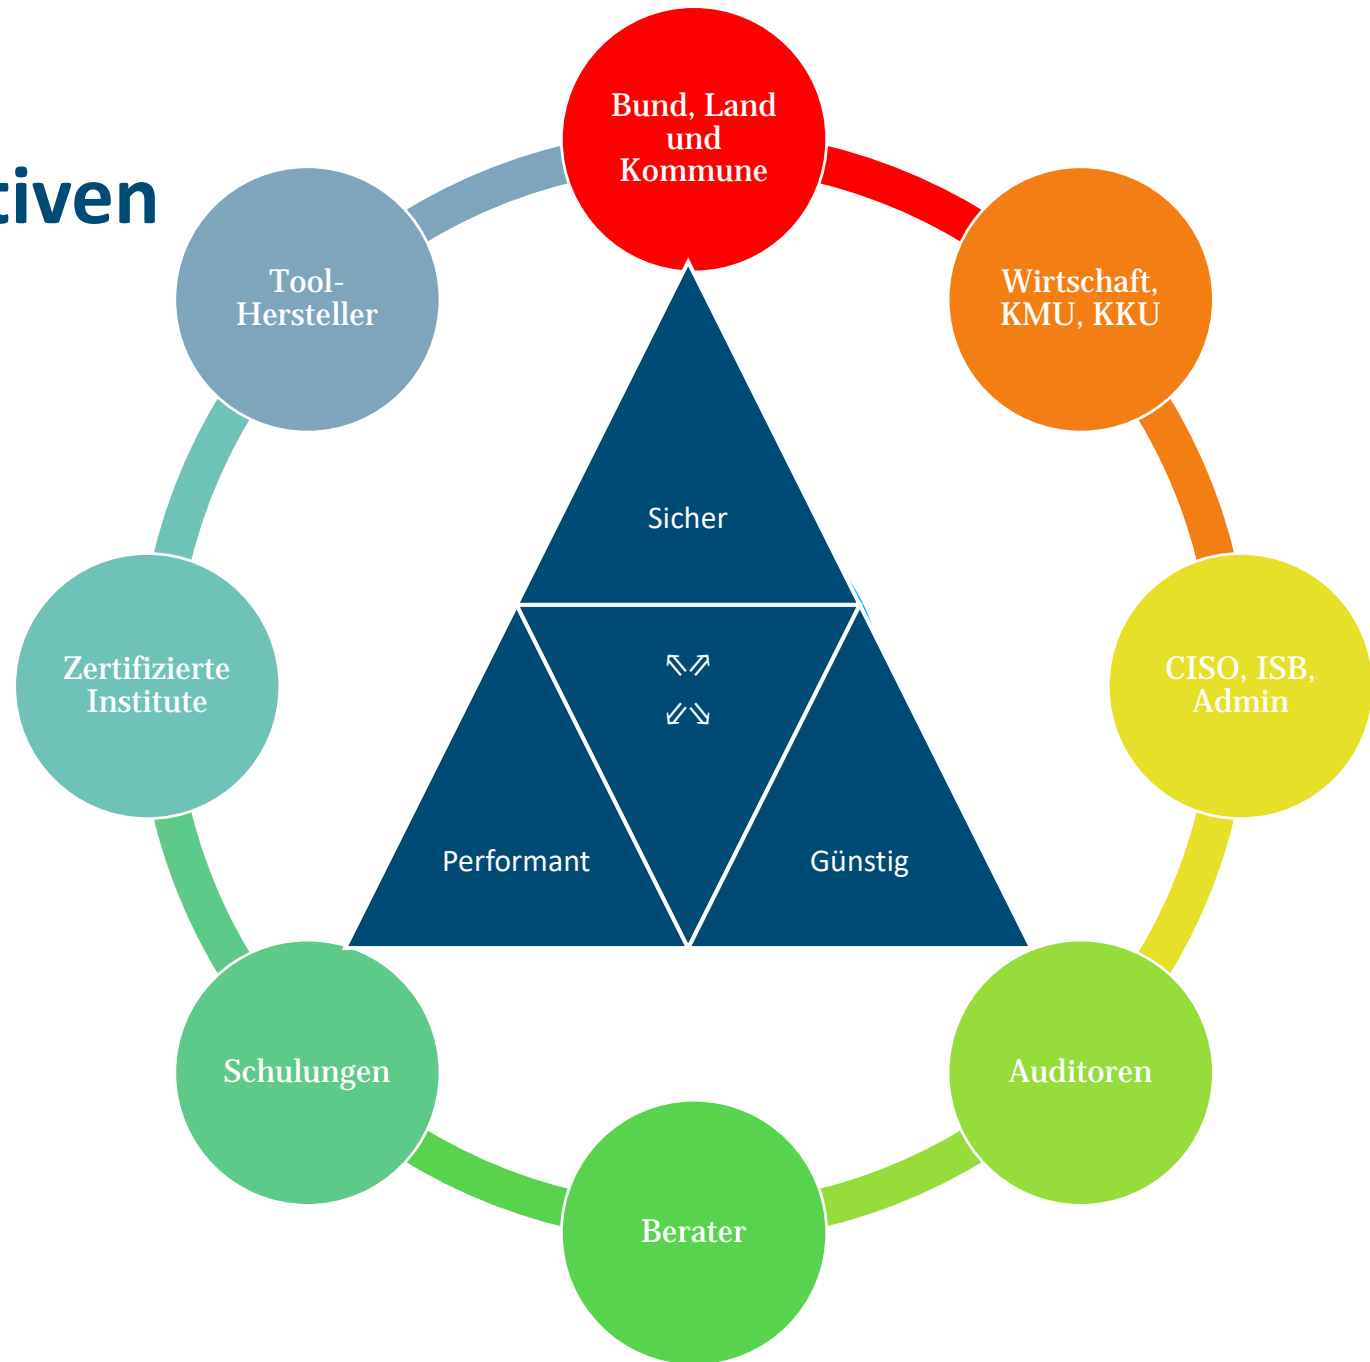 tiven
Bund, Land
und
Kommune
Wirtschaft,
KMU, KKU
CISO, ISB,
Admin
Auditoren
Berater
Schulungen
Zertifizierte
Institute
Tool-
Hersteller
Sicher
⇖⇗
⇙⇘
Performant
Günstig